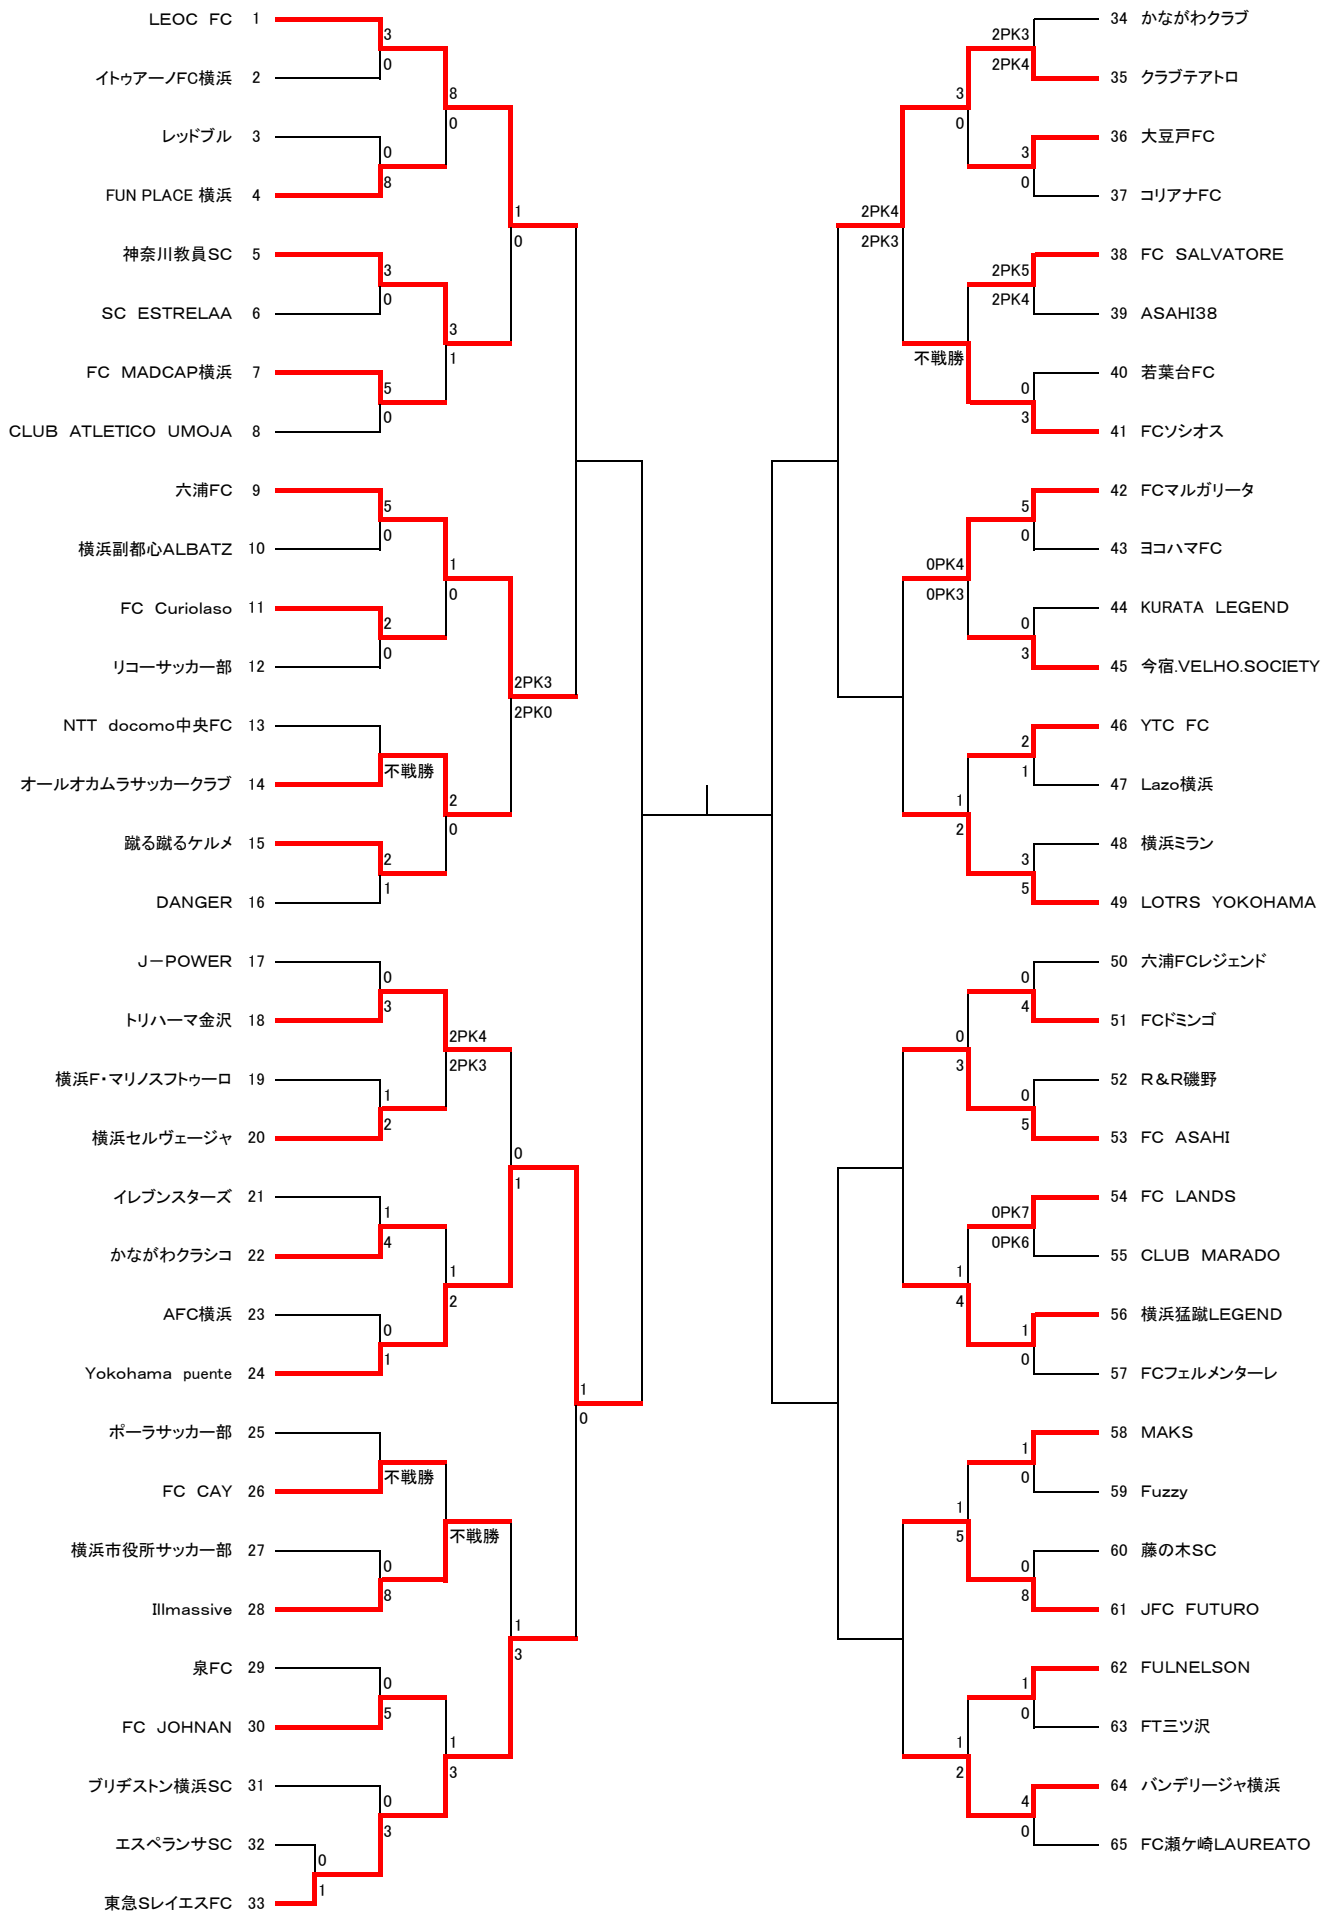 LEOC FC 1
イトゥアーノFC横浜 2
レッドブル 3
FUN PLACE 横浜 4
神奈川教員SC 5
SC ESTRELAA 6
FC MADCAP横浜 7
CLUB ATLETICO UMOJA 8
六浦FC 9
横浜副都心ALBATZ 10
FC Curiolaso 11
リコーサッカー部 12
NTT docomo中央FC 13
オールオカムラサッカークラブ 14
蹴る蹴るケルメ 15
DANGER 16
J－POWER 17
トリハーマ金沢 18
横浜F・マリノスフトゥーロ 19
横浜セルヴェージャ 20
イレブンスターズ 21
かながわクラシコ 22
AFC横浜 23
Yokohama puente 24
ポーラサッカー部 25
FC CAY 26
横浜市役所サッカー部 27
Illmassive 28
泉FC 29
FC JOHNAN 30
ブリヂストン横浜SC 31
エスペランサSC 32
東急SレイエスFC 33
3
0
0
8
3
0
5
0
5
0
2
0
不戦勝
2
1
0
3
1
2
1
4
0
1
不戦勝
0
8
0
5
0
3
0
1
8
0
3
1
1
0
2
0
2PK4
2PK3
1
2
不戦勝
1
3
1
0
2PK3
2PK0
0
1
1
3
1
0
34 かながわクラブ
35 クラブテアトロ
36 大豆戸FC
37 コリアナFC
38 FC SALVATORE
39 ASAHI38
40 若葉台FC
41 FCソシオス
42 FCマルガリータ
43 ヨコハマFC
44 KURATA LEGEND
45 今宿.VELHO.SOCIETY
46 YTC FC
47 Lazo横浜
48 横浜ミラン
49 LOTRS YOKOHAMA
50 六浦FCレジェンド
51 FCドミンゴ
52 R＆R磯野
53 FC ASAHI
54 FC LANDS
55 CLUB MARADO
56 横浜猛蹴LEGEND
57 FCフェルメンターレ
58 MAKS
59 Fuzzy
60 藤の木SC
61 JFC FUTURO
62 FULNELSON
63 FT三ツ沢
64 バンデリージャ横浜
65 FC瀬ケ崎LAUREATO
2PK3
2PK4
3
0
2PK5
2PK4
0
3
5
0
0
3
2
1
3
5
0
4
0
5
0PK7
0PK6
1
0
1
0
0
8
1
0
4
0
3
0
不戦勝
0PK4
0PK3
1
2
0
3
1
4
1
5
1
2
2PK4
2PK3